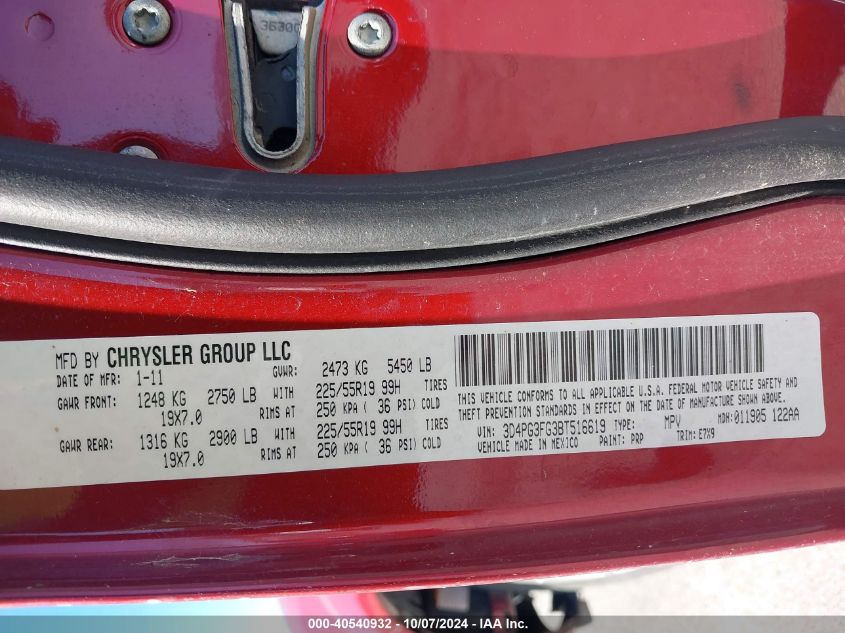 36300
MFD BY CHRYSLER GROUP LLC
DATE OF MFR: 1-11 GVWR: 2473 KG 5450 LB
GAWR FRONT: 1248 KG 2750 LB WITH 225/55R19 99H TIRES
19X7.0 RIMS AT 250 KPA ( 36 PSI) COLD
GAWR REAR: 1316 KG 2900 LB WITH 225/55R19 99H TIRES
19X7.0 RIMS AT 250 KPA ( 36 PSI) COLD
THIS VEHICLE CONFORMS TO ALL APPLICABLE U.S.A. FEDERAL MOTOR VEHICLE SAFETY AND
THEFT PREVENTION STANDARDS IN EFFECT ON THE DATE OF MANUFACTURE SHOWN ABOVE.
VIN: 3D4PG3FG3BT516619 TYPE: MPV MDH: 011905 122AA
VEHICLE MADE IN MEXICO PAINT: PRP TRIM: E7X9
000-40540932 - 10/07/2024 - IAA Inc.